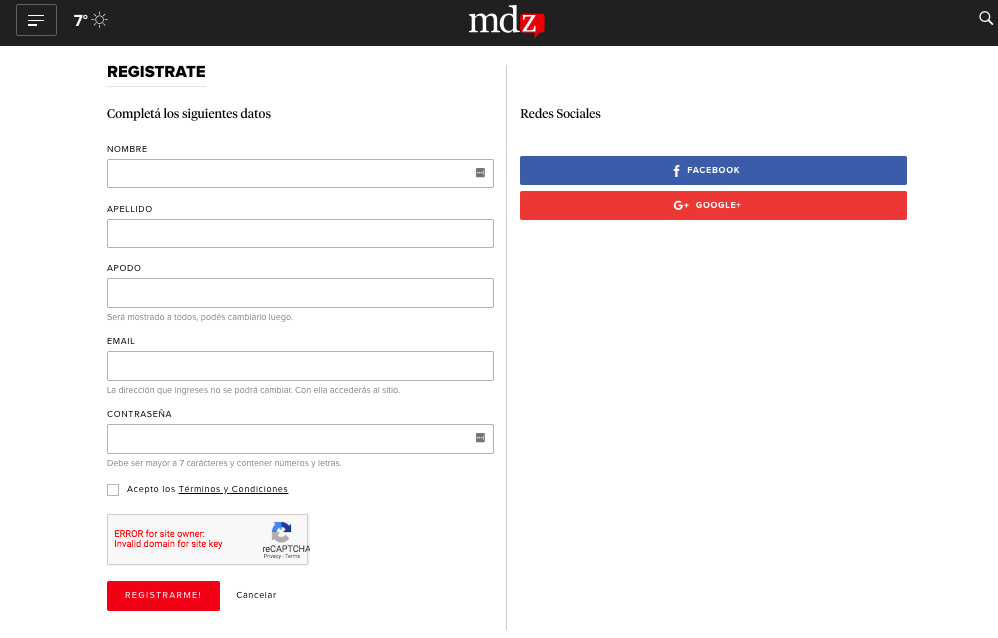 7°
mdz
REGISTRATE
Completá los siguientes datos
NOMBRE
APELLIDO
APODO
Será mostrado a todos, podés cambiarlo luego.
EMAIL
La dirección que ingreses no se podrá cambiar. Con ella accederás al sitio.
CONTRASEÑA
Debe ser mayor a 7 carácteres y contener números y letras.
Acepto los Términos y Condiciones
ERROR for site owner:
Invalid domain for site key
reCAPTCHA
Privacy - Terms
REGISTRARME!
Cancelar
Redes Sociales
FACEBOOK
G+ GOOGLE+